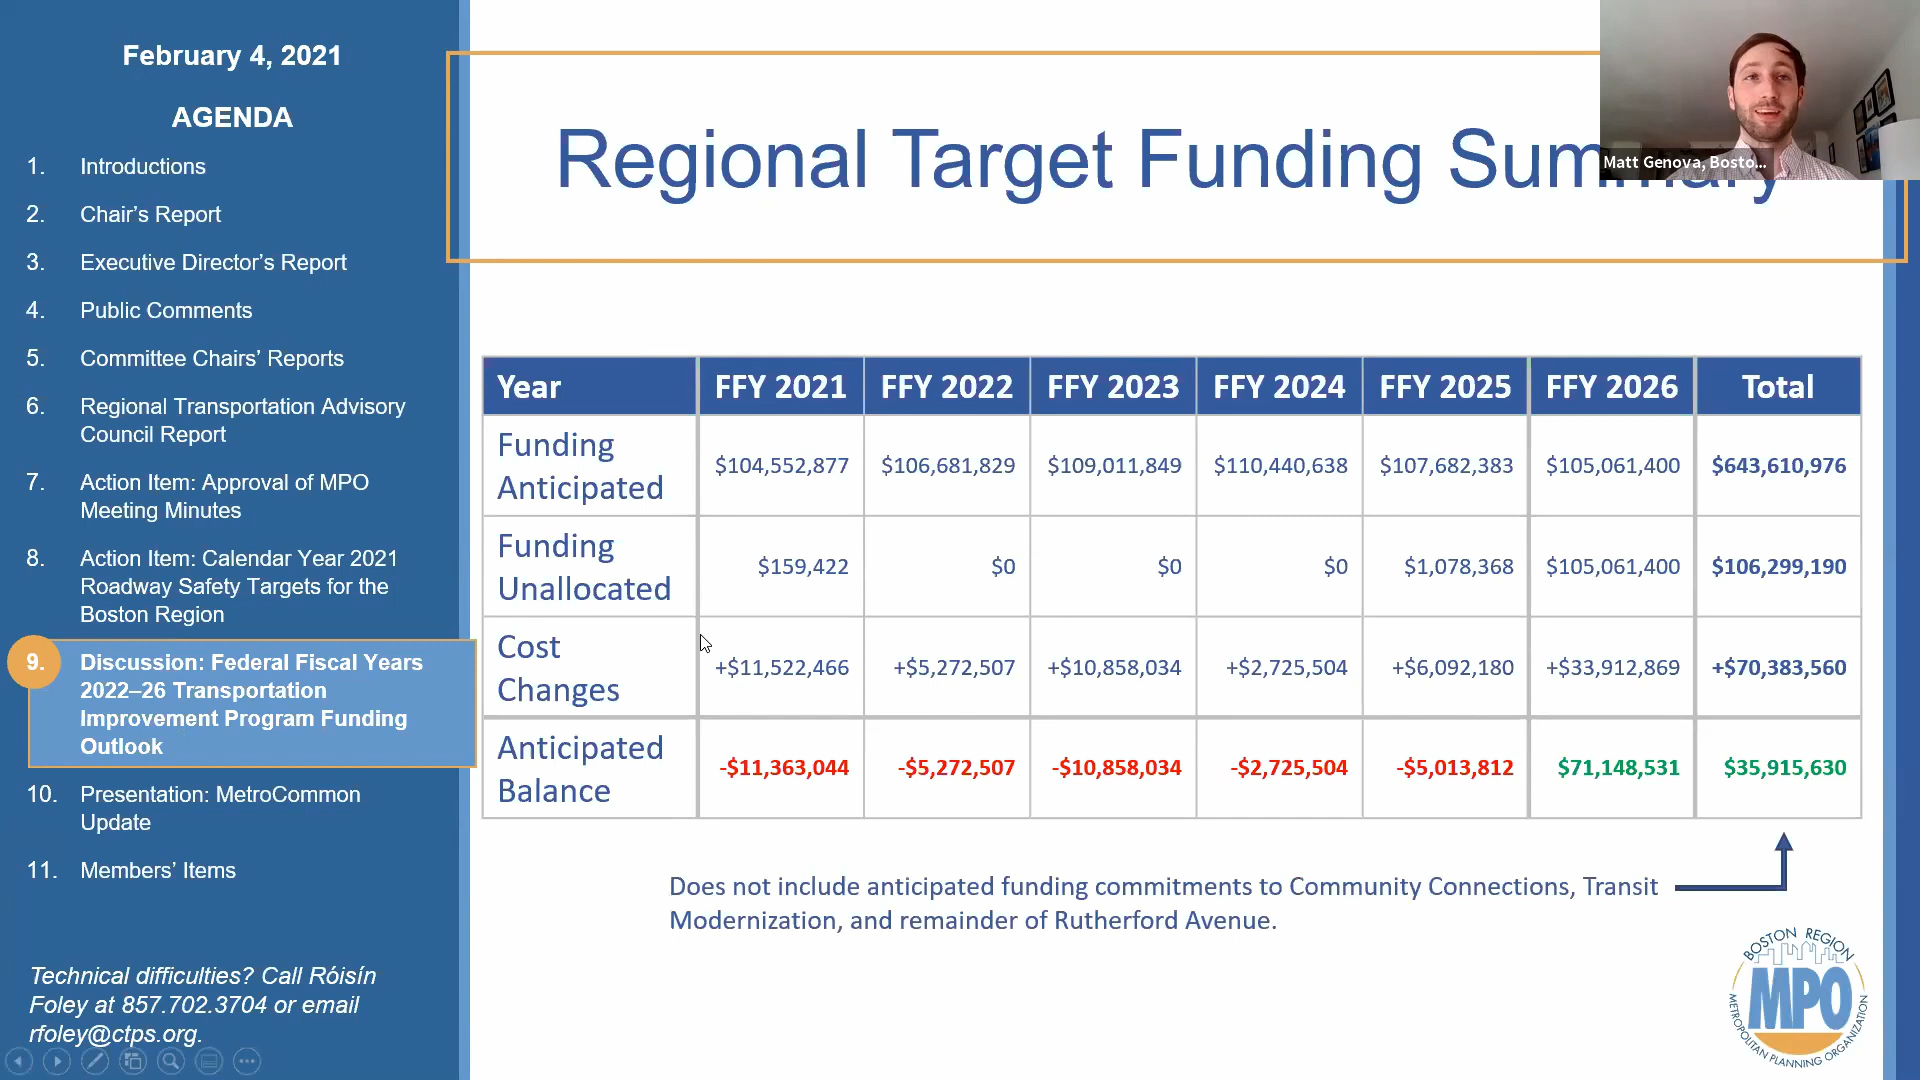 February 4, 2021
AGENDA
1. Introductions
2. Chair’s Report
3. Executive Director’s Report
4. Public Comments
5. Committee Chairs’ Reports
6. Regional Transportation Advisory
Council Report
7. Action Item: Approval of MPO
Meeting Minutes
8. Action Item: Calendar Year 2021
Roadway Safety Targets for the
Boston Region
9. Discussion: Federal Fiscal Years
2022–26 Transportation
Improvement Program Funding
Outlook
10. Presentation: MetroCommon
Update
11. Members’ Items
Technical difficulties? Call Róisín
Foley at 857.702.3704 or email
rfoley@ctps.org.
Regional Target Funding Summary
Matt Genova, Bosto...
Year FFY 2021 FFY 2022 FFY 2023 FFY 2024 FFY 2025 FFY 2026 Total
Funding
Anticipated $104,552,877 $106,681,829 $109,011,849 $110,440,638 $107,682,383 $105,061,400 $643,610,976
Funding
Unallocated $159,422 $0 $0 $0 $1,078,368 $105,061,400 $106,299,190
Cost
Changes +$11,522,466 +$5,272,507 +$10,858,034 +$2,725,504 +$6,092,180 +$33,912,869 +$70,383,560
Anticipated
Balance -$11,363,044 -$5,272,507 -$10,858,034 -$2,725,504 -$5,013,812 $71,148,531 $35,915,630
Does not include anticipated funding commitments to Community Connections, Transit
Modernization, and remainder of Rutherford Avenue.
BOSTON REGION
MPO
METROPOLITAN PLANNING ORGANIZATION